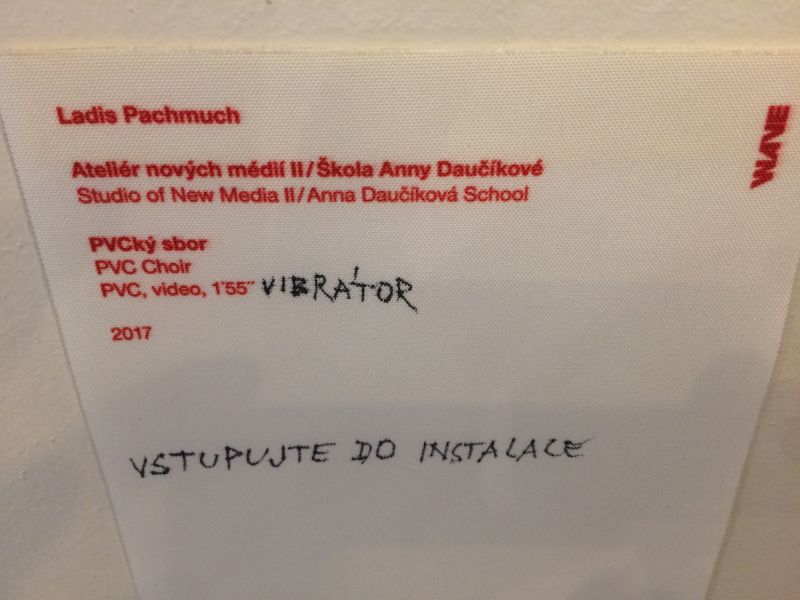 Ladis Pachmuch
WAVE
Ateliér nových médií II/Škola Anny Daučíkové
Studio of New Media II/Anna Daučíková School
PVCký sbor
PVC Choir
PVC, video, 1'55" VIBRÁTOR
2017
VSTUPUJTE DO INSTALACE